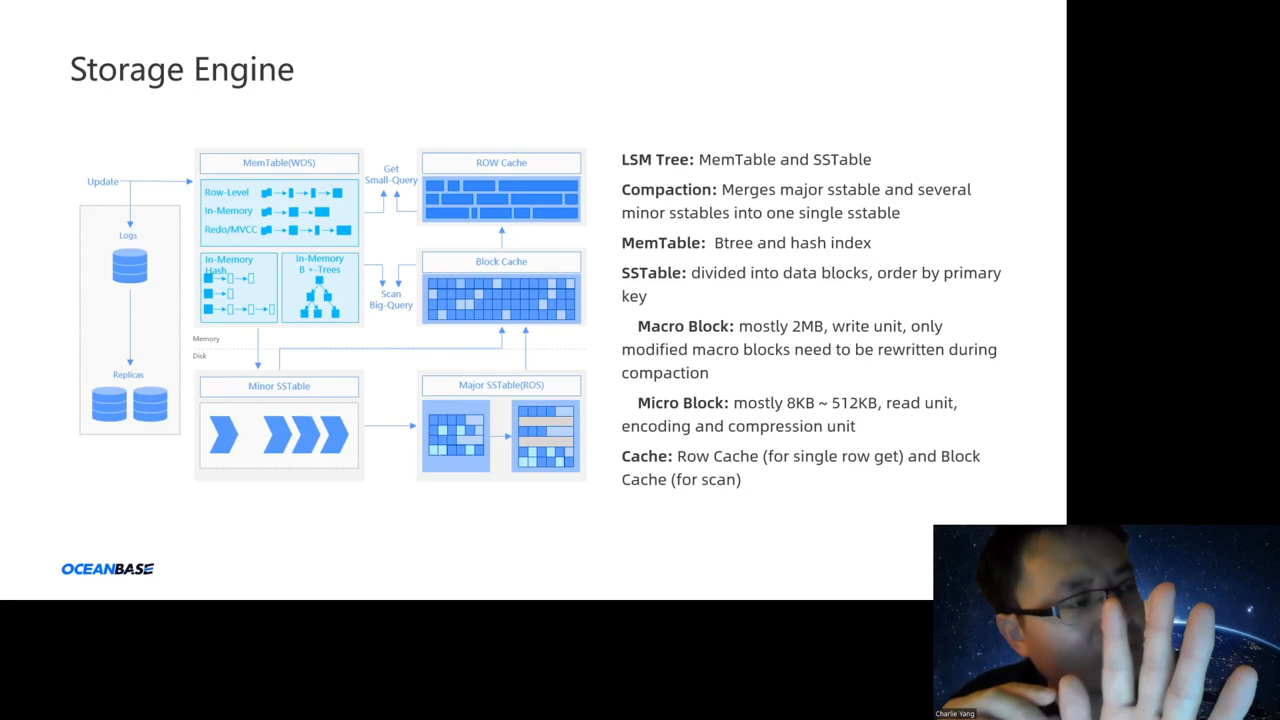 Storage Engine
Update
Logs
Replicas
MemTable(WOS)
Row-Level
In-Memory
Redo/MVCC
In-Memory
Hash
In-Memory
B +-Trees
Get
Small-Query
Scan
Big-Query
ROW Cache
Block Cache
Memory
Disk
Minor SSTable
Major SSTable(ROS)
LSM Tree: MemTable and SSTable
Compaction: Merges major sstable and several
minor sstables into one single sstable
MemTable: Btree and hash index
SSTable: divided into data blocks, order by primary
key
Macro Block: mostly 2MB, write unit, only
modified macro blocks need to be rewritten during
compaction
Micro Block: mostly 8KB ~ 512KB, read unit,
encoding and compression unit
Cache: Row Cache (for single row get) and Block
Cache (for scan)
OCEANBASE
Charlie Yang